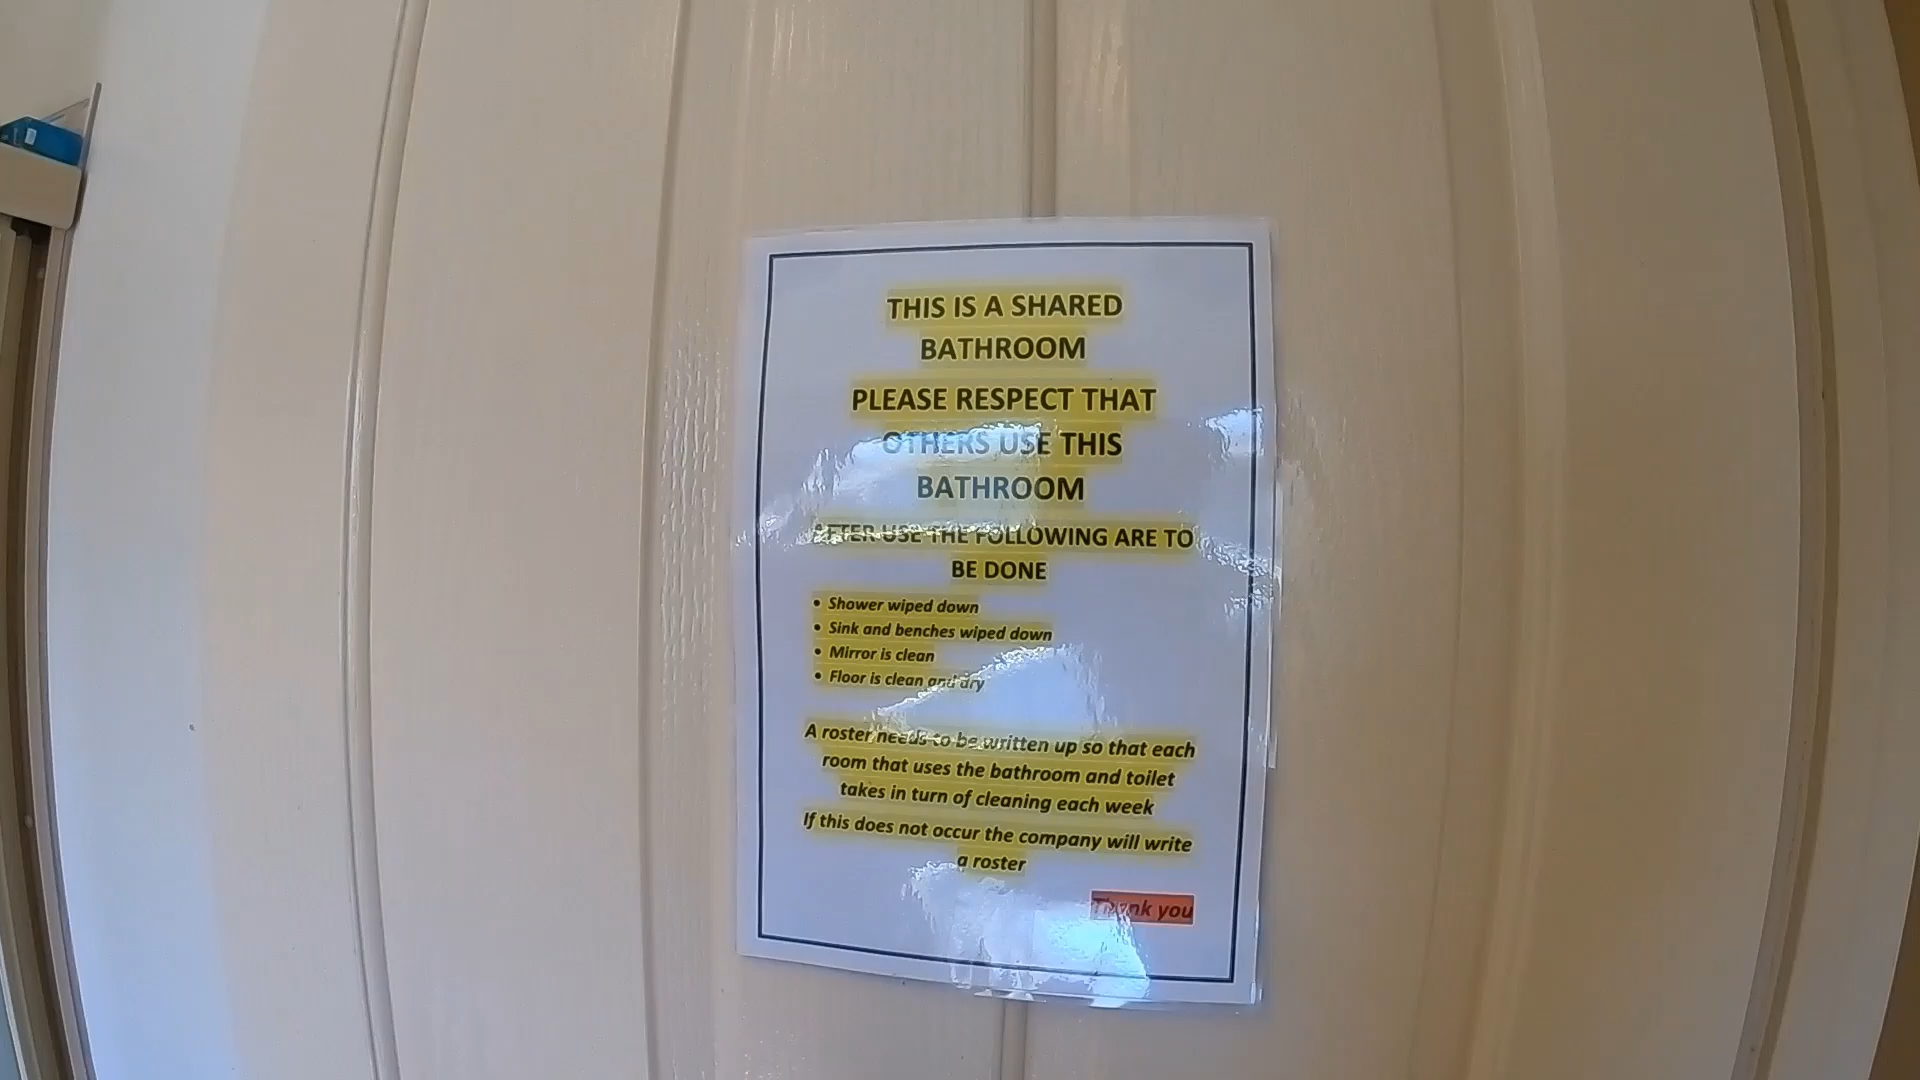 THIS IS A SHARED
BATHROOM
PLEASE RESPECT THAT
OTHERS USE THIS
BATHROOM
AFTER USE THE FOLLOWING ARE TO
BE DONE
• Shower wiped down
• Sink and benches wiped down
• Mirror is clean
• Floor is clean and dry
A roster needs to be written up so that each
room that uses the bathroom and toilet
takes in turn of cleaning each week
If this does not occur the company will write
a roster
Thank you